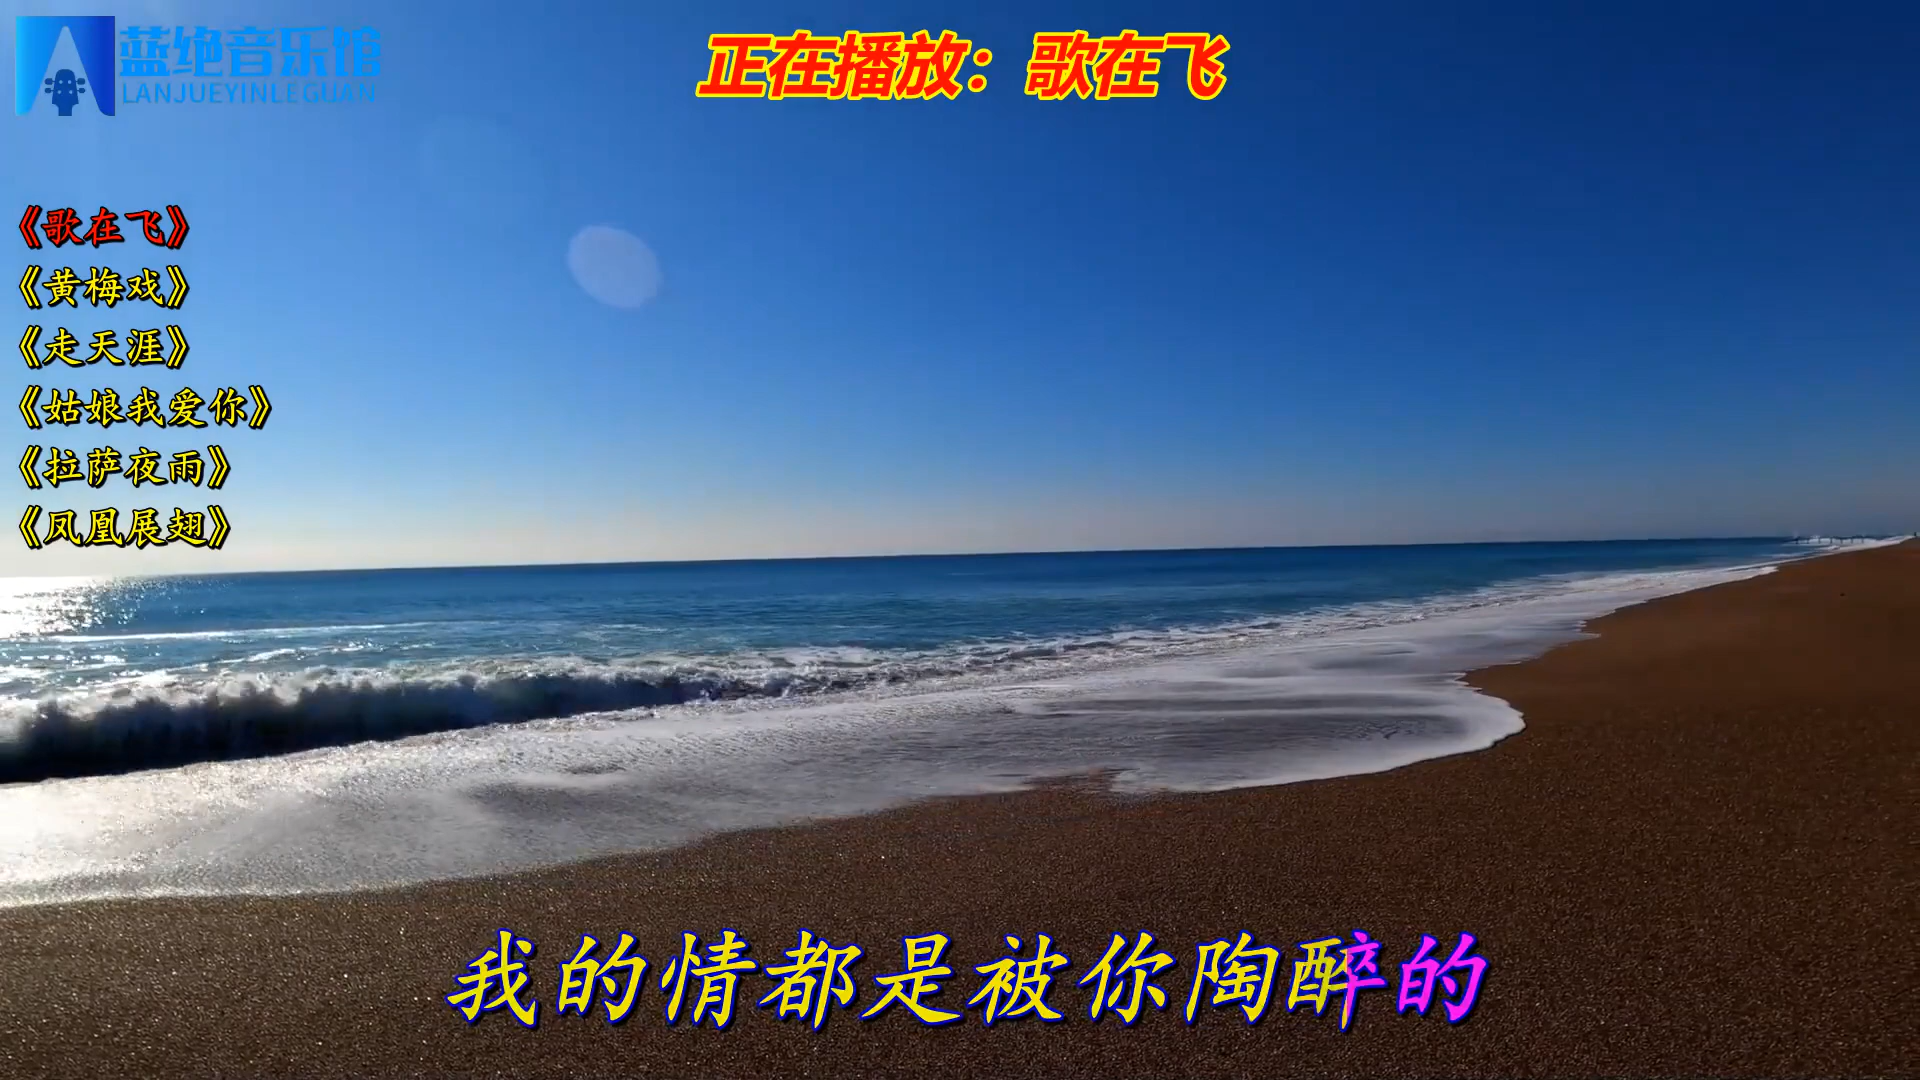 蓝绝音乐馆
LANJUEYINLEGUAN
正在播放：歌在飞
《歌在飞》
《黄梅戏》
《走天涯》
《姑娘我爱你》
《拉萨夜雨》
《凤凰展翅》
我的情都是被你陶醉的